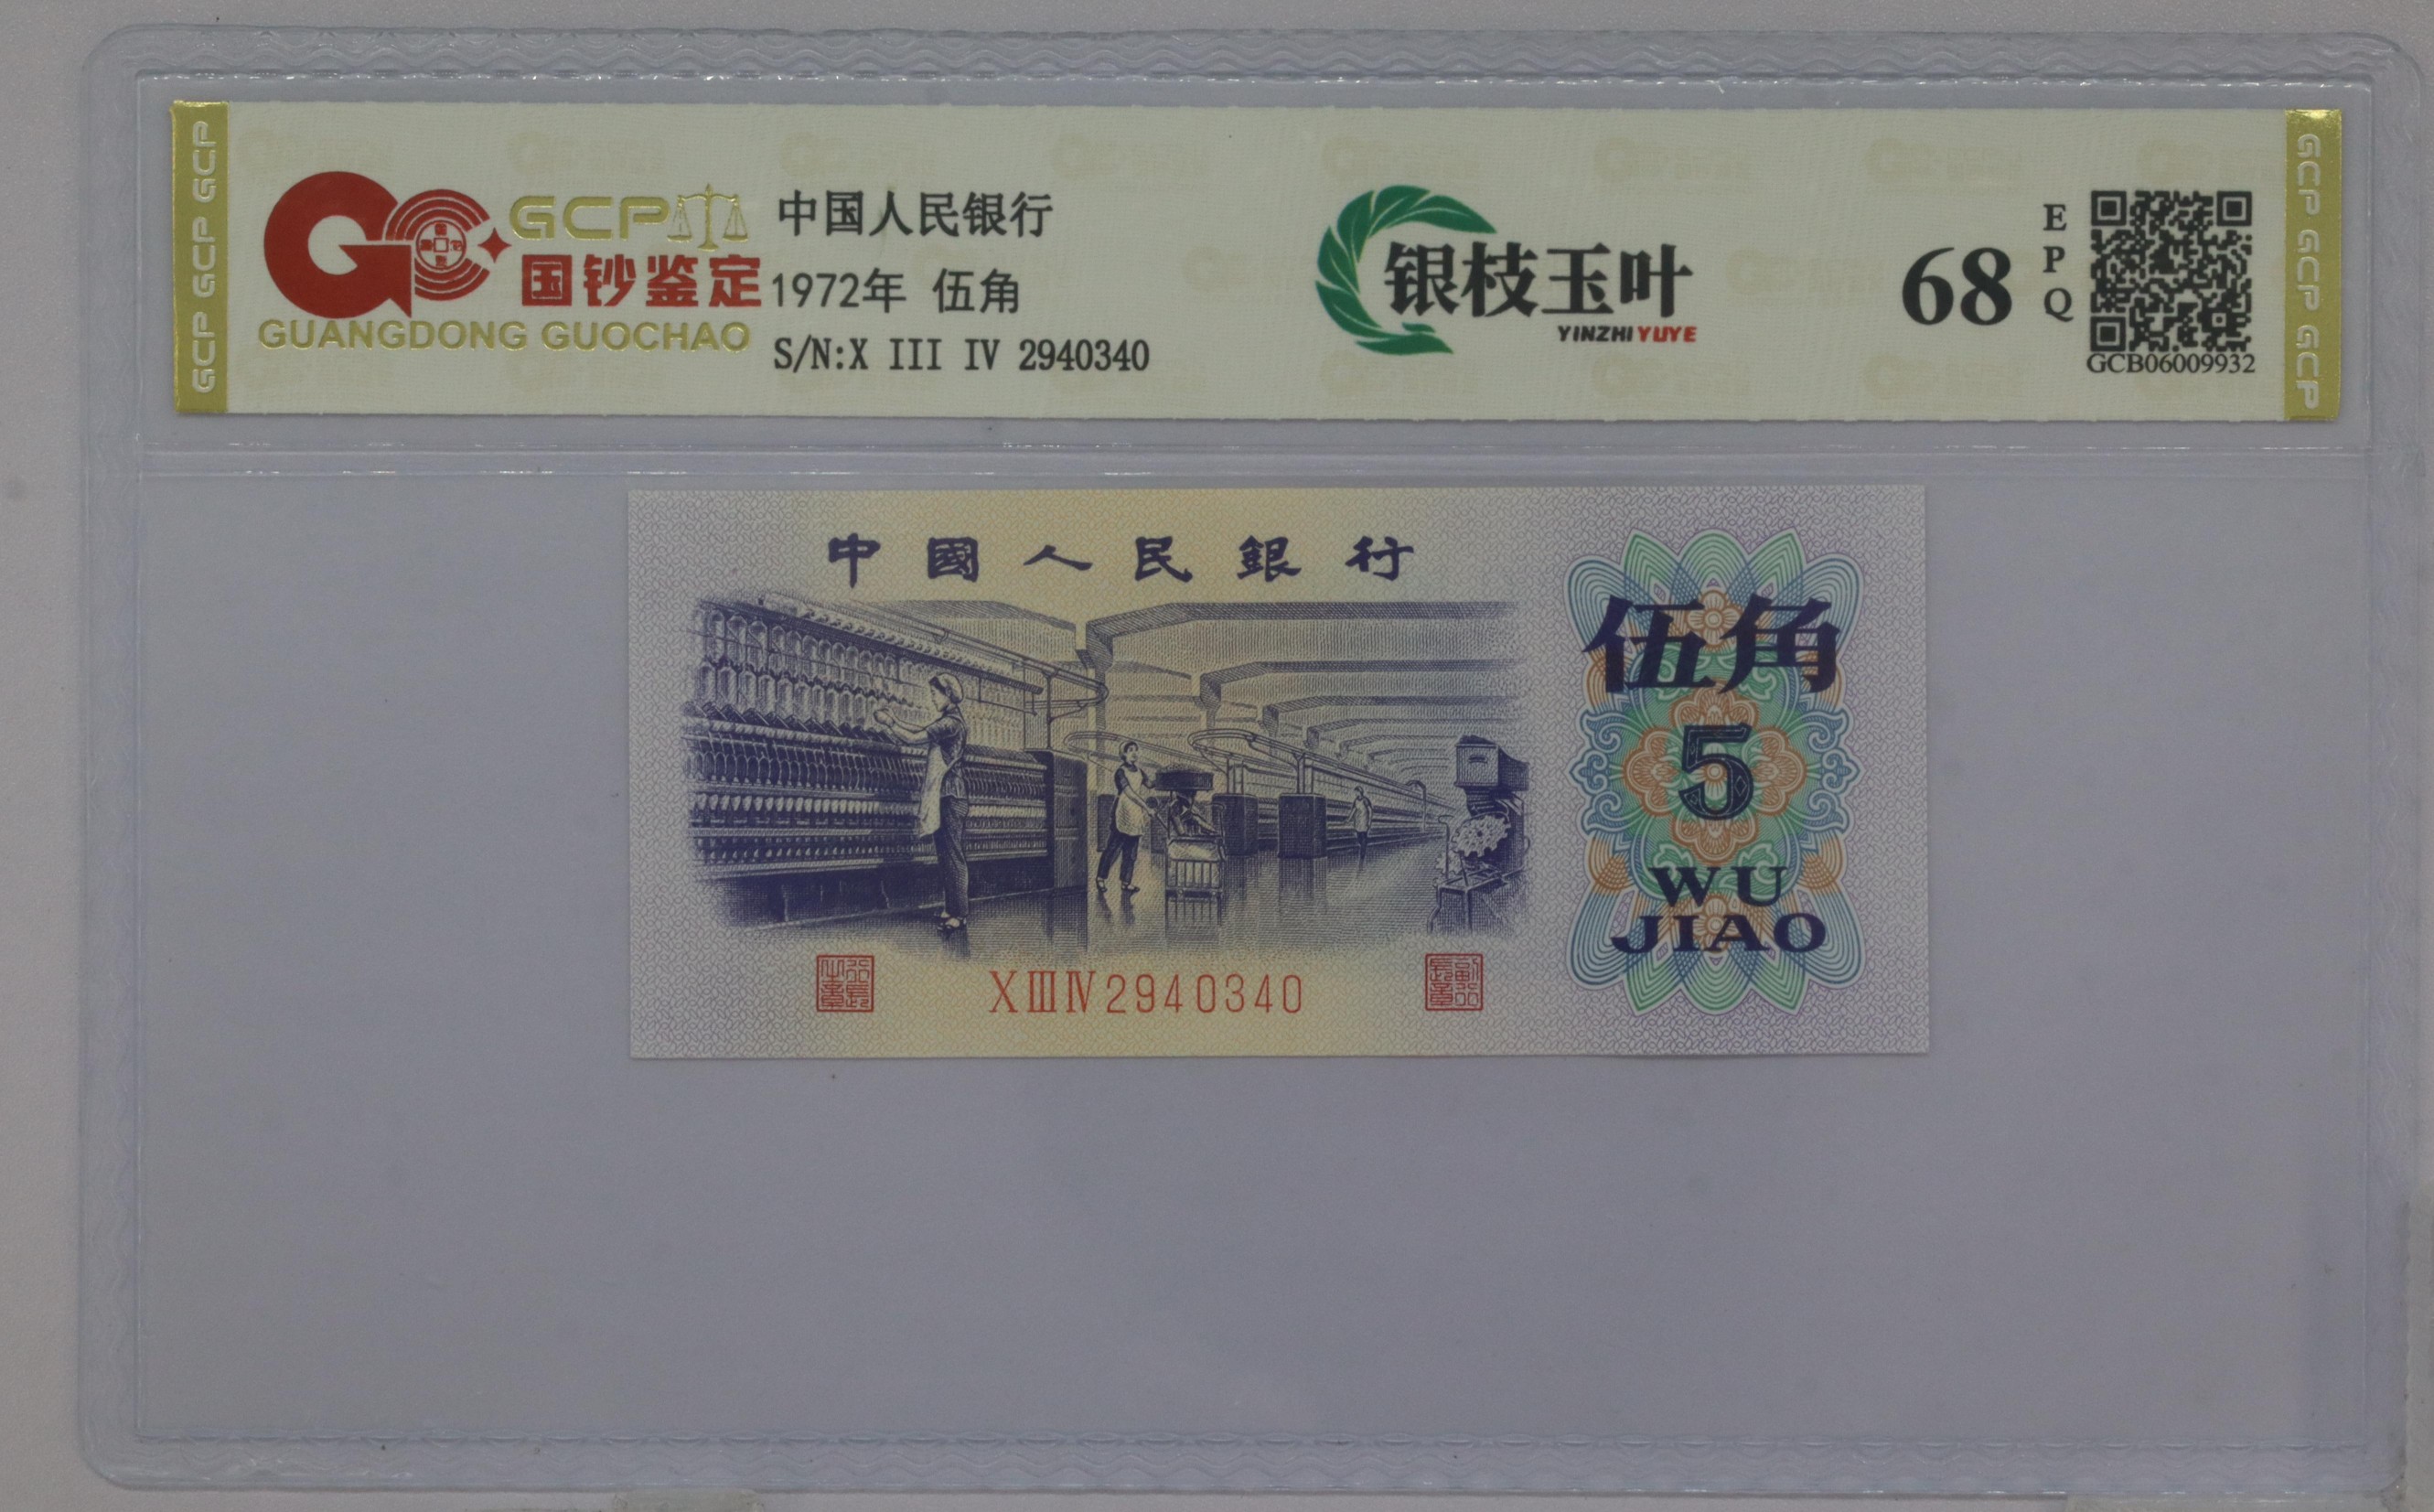 GCP GCP GCP
GCP
国钞鉴定
GUANGDONG GUOCHAO
中国人民银行
1972年 伍角
S/N:X III IV 2940340
银枝玉叶
YINZHI YUYE
68
EPQ
GCB06009932
GCP GCP GCP
中國人民銀行
伍角
5
WU
JIAO
XⅢⅣ2940340